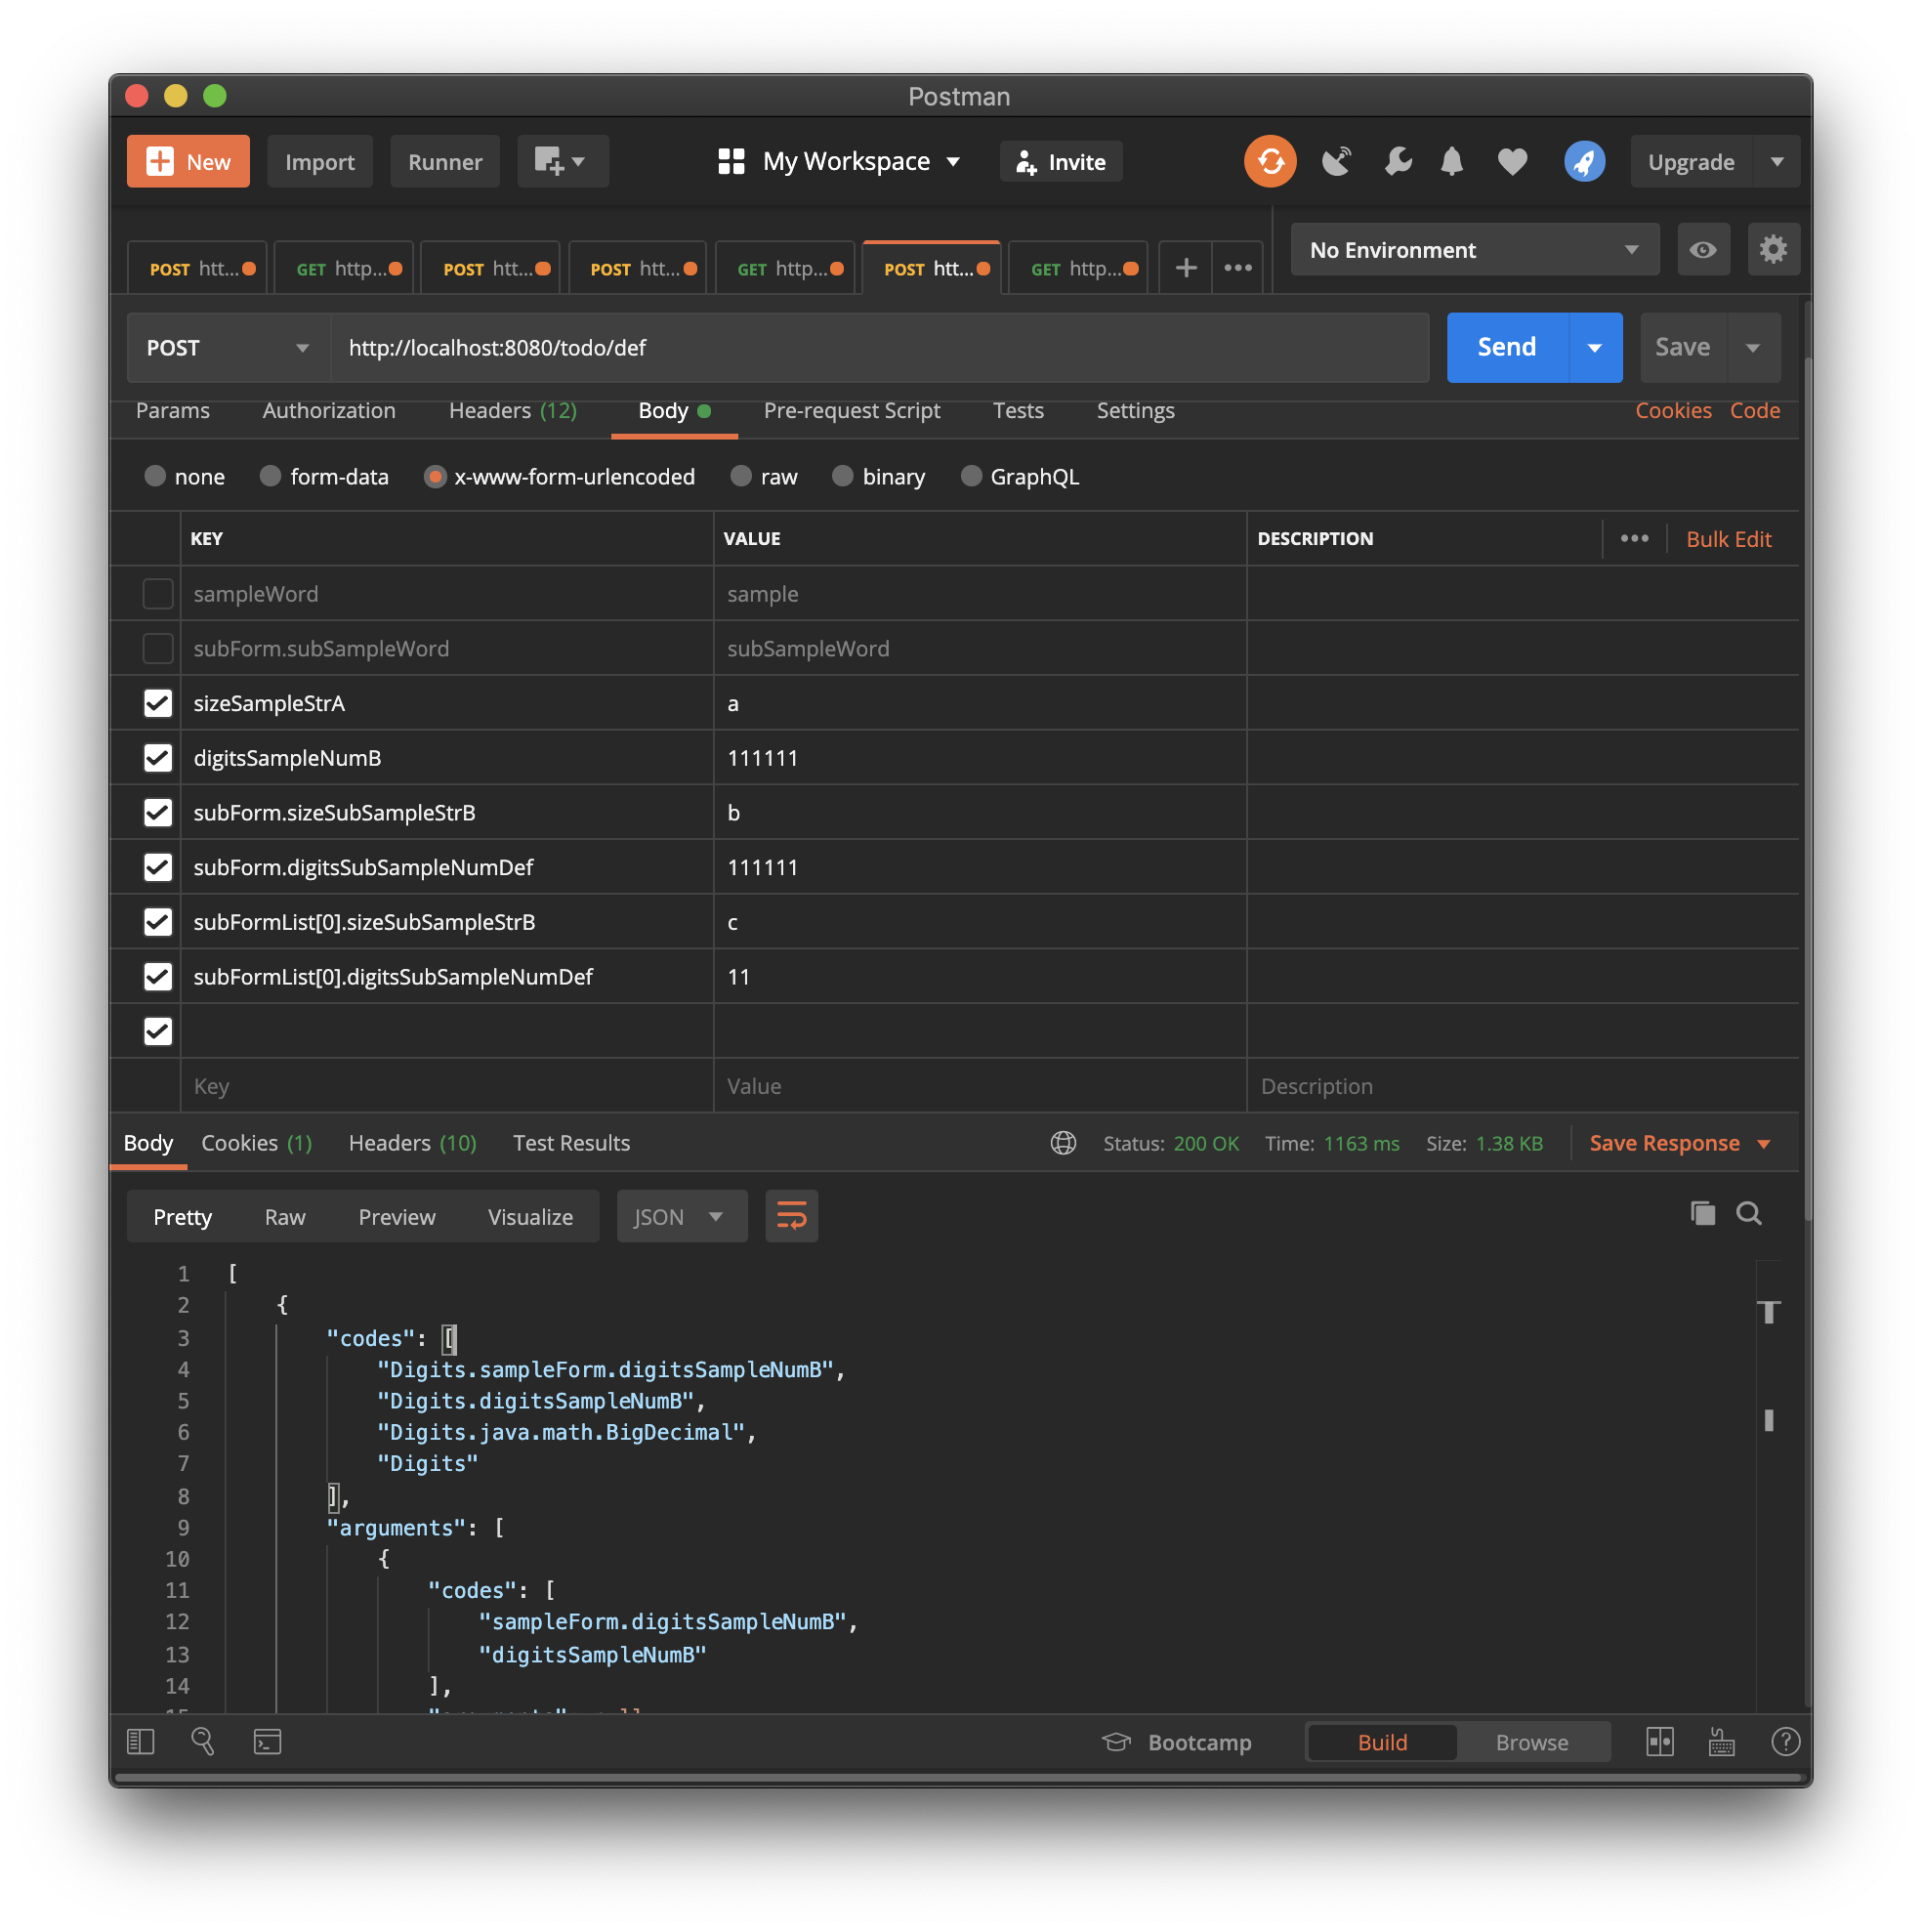 Postman
New Import Runner My Workspace Invite Upgrade
POST htt... GET http... POST htt... POST htt... GET http... POST htt... GET http... No Environment
POST http://localhost:8080/todo/def Send Save
Params Authorization Headers (12) Body Pre-request Script Tests Settings Cookies Code
none form-data x-www-form-urlencoded raw binary GraphQL
KEY VALUE DESCRIPTION Bulk Edit
sampleWord sample
subForm.subSampleWord subSampleWord
sizeSampleStrA a
digitsSampleNumB 111111
subForm.sizeSubSampleStrB b
subForm.digitsSubSampleNumDef 111111
subFormList[0].sizeSubSampleStrB c
subFormList[0].digitsSubSampleNumDef 11
Key Value Description
Body Cookies (1) Headers (10) Test Results Status: 200 OK Time: 1163 ms Size: 1.38 KB Save Response
Pretty Raw Preview Visualize JSON
1 [
2 {
3 "codes": [
4 "Digits.sampleForm.digitsSampleNumB",
5 "Digits.digitsSampleNumB",
6 "Digits.java.math.BigDecimal",
7 "Digits"
8 ],
9 "arguments": [
10 {
11 "codes": [
12 "sampleForm.digitsSampleNumB",
13 "digitsSampleNumB"
14 ],
Bootcamp Build Browse